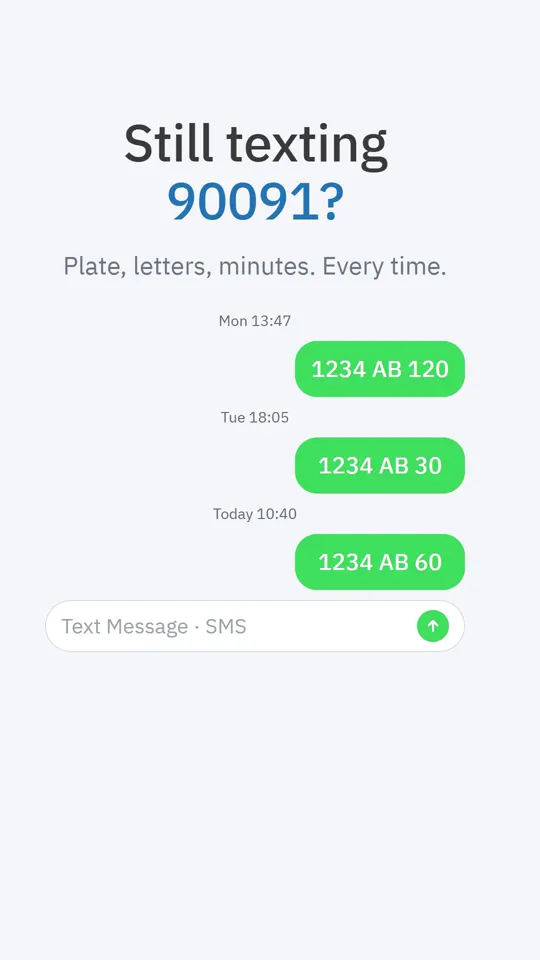 Still texting
90091?
Plate, letters, minutes. Every time.
Mon 13:47
1234 AB 120
Tue 18:05
1234 AB 30
Today 10:40
1234 AB 60
Text Message · SMS